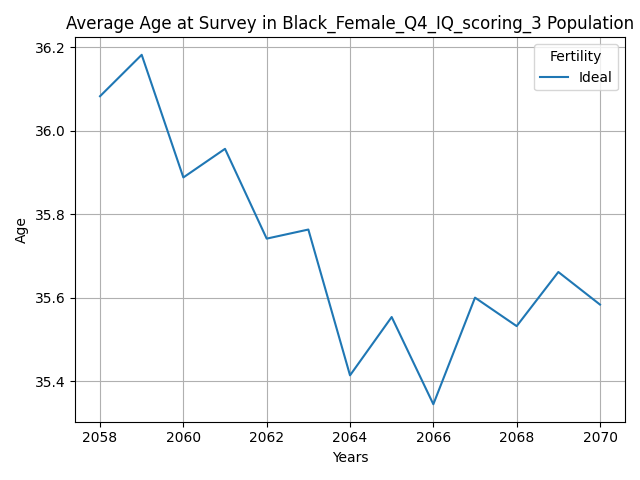 Average Age at Survey in Black_Female_Q4_IQ_scoring_3 Population
Fertility
Ideal
36.2
36.0
35.8
35.6
35.4
Age
2058 2060 2062 2064 2066 2068 2070
Years